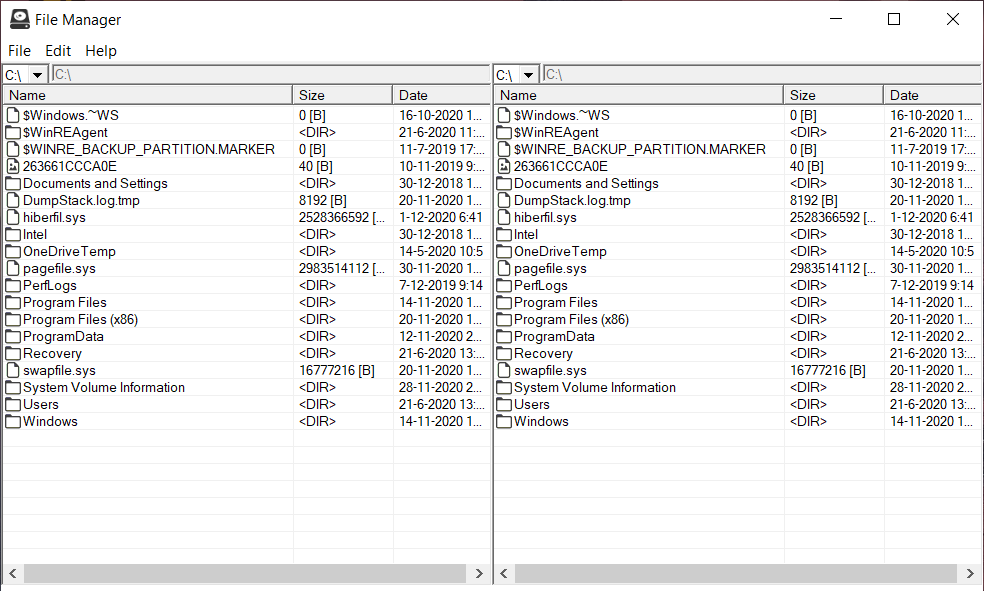 File Manager
File Edit Help
C:\ C:\ C:\ C:\
Name Size Date Name Size Date
$Windows.~WS 0 [B] 16-10-2020 1... $Windows.~WS 0 [B] 16-10-2020 1...
$WinREAgent <DIR> 21-6-2020 11:... $WinREAgent <DIR> 21-6-2020 11:...
$WINRE_BACKUP_PARTITION.MARKER 0 [B] 11-7-2019 17:... $WINRE_BACKUP_PARTITION.MARKER 0 [B] 11-7-2019 17:...
263661CCCA0E 40 [B] 10-11-2019 9:... 263661CCCA0E 40 [B] 10-11-2019 9:...
Documents and Settings <DIR> 30-12-2018 1... Documents and Settings <DIR> 30-12-2018 1...
DumpStack.log.tmp 8192 [B] 20-11-2020 1... DumpStack.log.tmp 8192 [B] 20-11-2020 1...
hiberfil.sys 2528366592 [... 1-12-2020 6:41 hiberfil.sys 2528366592 [... 1-12-2020 6:41
Intel <DIR> 30-12-2018 1... Intel <DIR> 30-12-2018 1...
OneDriveTemp <DIR> 14-5-2020 10:5 OneDriveTemp <DIR> 14-5-2020 10:5
pagefile.sys 2983514112 [... 30-11-2020 1... pagefile.sys 2983514112 [... 30-11-2020 1...
PerfLogs <DIR> 7-12-2019 9:14 PerfLogs <DIR> 7-12-2019 9:14
Program Files <DIR> 14-11-2020 1... Program Files <DIR> 14-11-2020 1...
Program Files (x86) <DIR> 20-11-2020 1... Program Files (x86) <DIR> 20-11-2020 1...
ProgramData <DIR> 12-11-2020 2... ProgramData <DIR> 12-11-2020 2...
Recovery <DIR> 21-6-2020 13:... Recovery <DIR> 21-6-2020 13:...
swapfile.sys 16777216 [B] 20-11-2020 1... swapfile.sys 16777216 [B] 20-11-2020 1...
System Volume Information <DIR> 28-11-2020 2... System Volume Information <DIR> 28-11-2020 2...
Users <DIR> 21-6-2020 13:... Users <DIR> 21-6-2020 13:...
Windows <DIR> 14-11-2020 1... Windows <DIR> 14-11-2020 1...